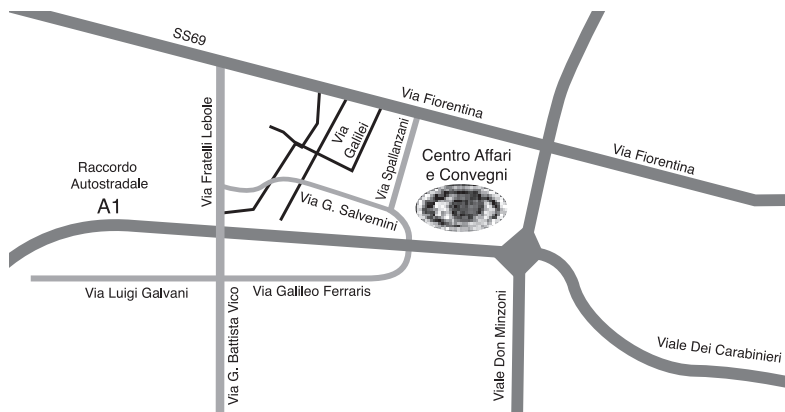 SS69
Via Fiorentina
Via Fratelli Lebole
Via
Galilei
Via Spallanzani
Centro Affari
e Convegni
Via Fiorentina
Raccordo
Autostradale
A1
Via G. Salvemini
Via Luigi Galvani
Via Galileo Ferraris
Via G. Battista Vico
Viale Don Minzoni
Viale Dei Carabinieri